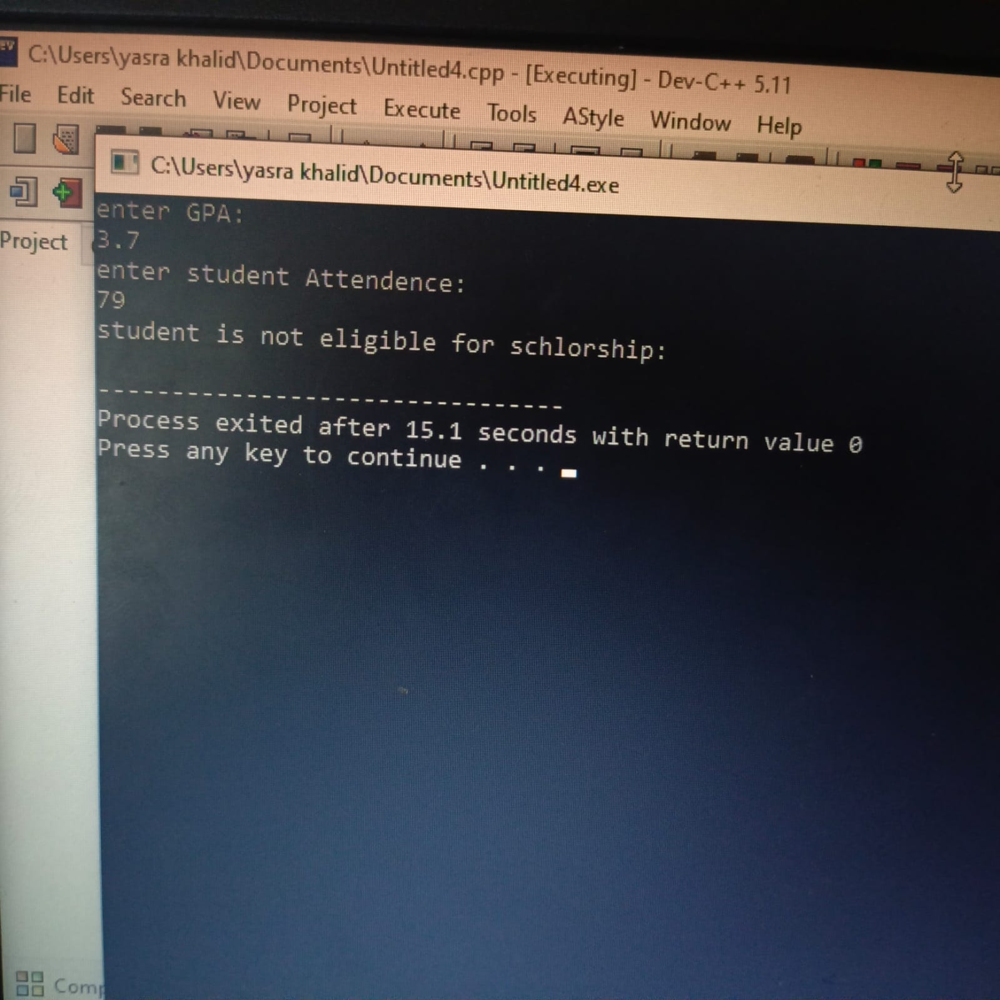 C:\Users\yasra khalid\Documents\Untitled4.cpp - [Executing] - Dev-C++ 5.11
File Edit Search View Project Execute Tools AStyle Window Help
C:\Users\yasra khalid\Documents\Untitled4.exe
Project
enter GPA:
3.7
enter student Attendence:
79
student is not eligible for schlorship:
--------------------------------
Process exited after 15.1 seconds with return value 0
Press any key to continue . . .
Comp